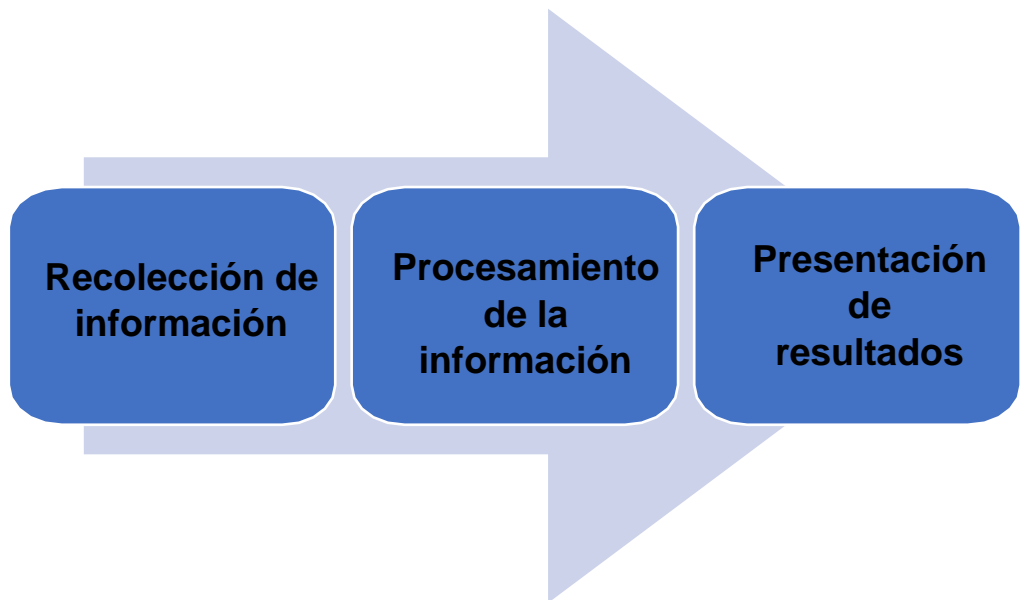 Recolección de
información
Procesamiento
de la
información
Presentación
de
resultados